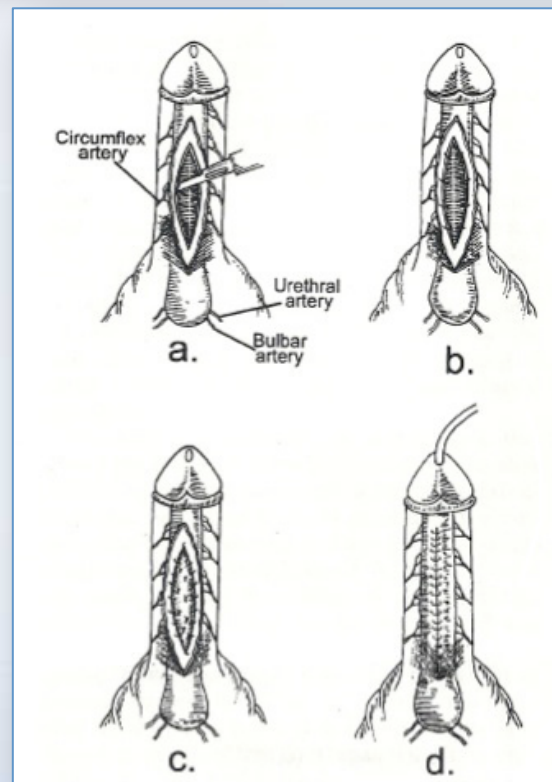 Circumflex
artery
Urethral
artery
Bulbar
artery
a.
b.
c.
d.